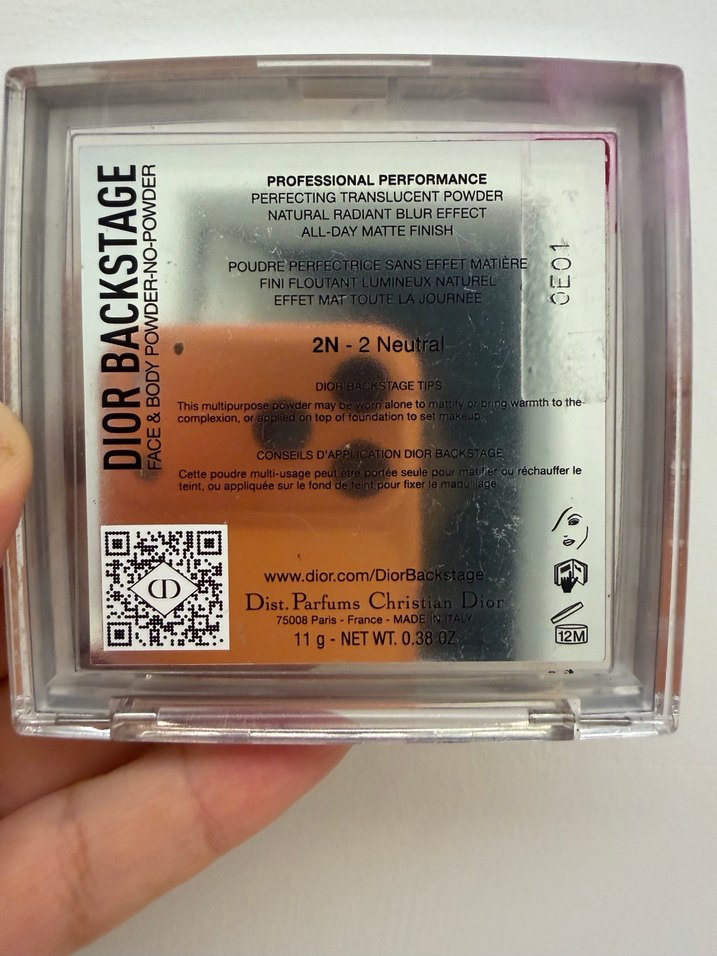 DIOR BACKSTAGE
FACE & BODY POWDER-NO-POWDER
PROFESSIONAL PERFORMANCE
PERFECTING TRANSLUCENT POWDER
NATURAL RADIANT BLUR EFFECT
ALL-DAY MATTE FINISH
POUDRE PERFECTRICE SANS EFFET MATIÈRE
FINI FLOUTANT LUMINEUX NATUREL
EFFET MAT TOUTE LA JOURNÉE
2N - 2 Neutral
DIOR BACKSTAGE TIPS
This multipurpose powder may be worn alone to mattify or bring warmth to the
complexion, or applied on top of foundation to set makeup.
CONSEILS D'APPLICATION DIOR BACKSTAGE
Cette poudre multi-usage peut être portée seule pour matifier ou réchauffer le
teint, ou appliquée sur le fond de teint pour fixer le maquillage.
www.dior.com/DiorBackstage
Dist. Parfums Christian Dior
75008 Paris - France - MADE IN ITALY
11 g - NET WT. 0.38 OZ.
CD
12M